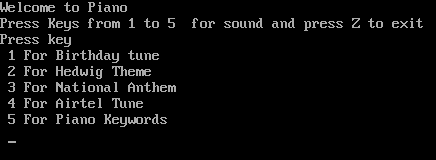 Welcome to Piano
Press Keys from 1 to 5  for sound and press Z to exit
Press key
1 For Birthday tune
2 For Hedwig Theme
3 For National Anthem
4 For Airtel Tune
5 For Piano Keywords
_